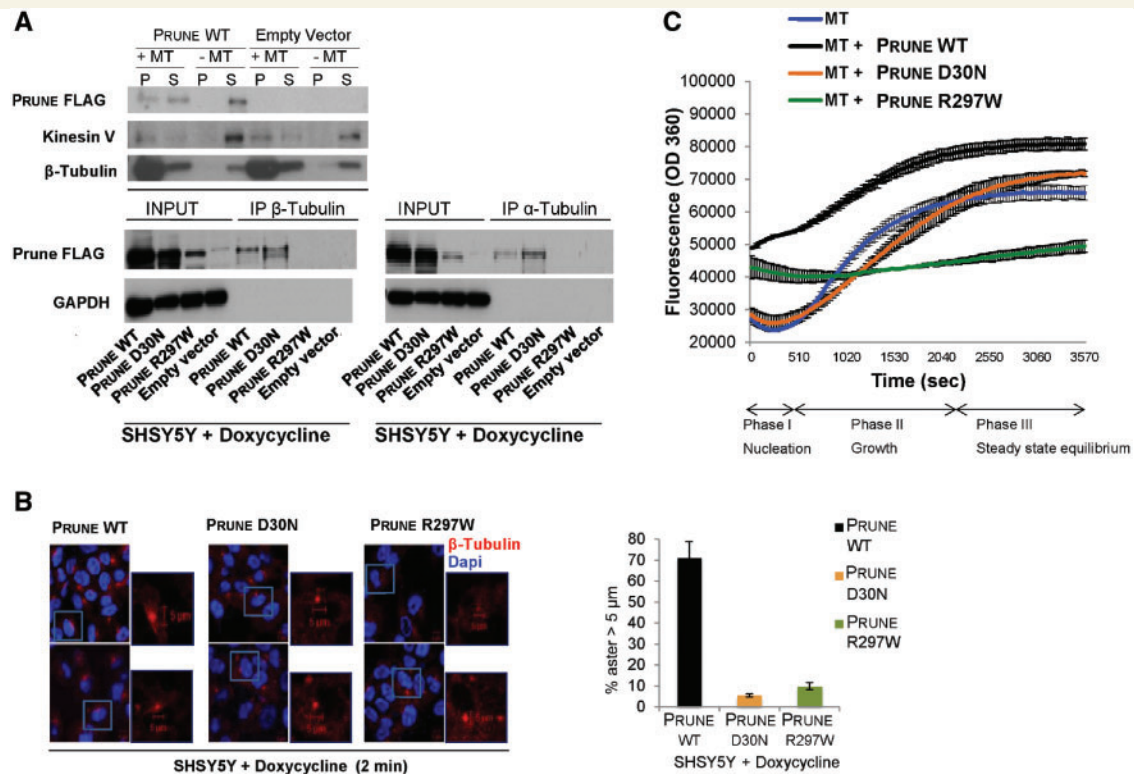 A
PRUNE WT Empty Vector
+ MT - MT + MT - MT
P S P S P S P S
PRUNE FLAG
Kinesin V
β-Tubulin
INPUT IP β-Tubulin
INPUT IP α-Tubulin
Prune FLAG
GAPDH
PRUNE WT
PRUNE D30N
PRUNE R297W
Empty vector
PRUNE WT
PRUNE D30N
PRUNE R297W
Empty vector
PRUNE WT
PRUNE D30N
PRUNE R297W
Empty vector
PRUNE WT
PRUNE D30N
PRUNE R297W
Empty vector
SHSY5Y + Doxycycline
SHSY5Y + Doxycycline
C
MT
MT + PRUNE WT
MT + PRUNE D30N
MT + PRUNE R297W
Fluorescence (OD 360)
100000
90000
80000
70000
60000
50000
40000
30000
20000
0 510 1020 1530 2040 2550 3060 3570
Time (sec)
Phase I Phase II Phase III
Nucleation Growth Steady state equilibrium
B
PRUNE WT PRUNE D30N PRUNE R297W
β-Tubulin
Dapi
5 μm
5 μm
5 μm
SHSY5Y + Doxycycline (2 min)
% aster > 5 μm
80
70
60
50
40
30
20
10
0
PRUNE WT
PRUNE D30N
PRUNE R297W
PRUNE
WT
PRUNE
D30N
PRUNE
R297W
SHSY5Y + Doxycycline